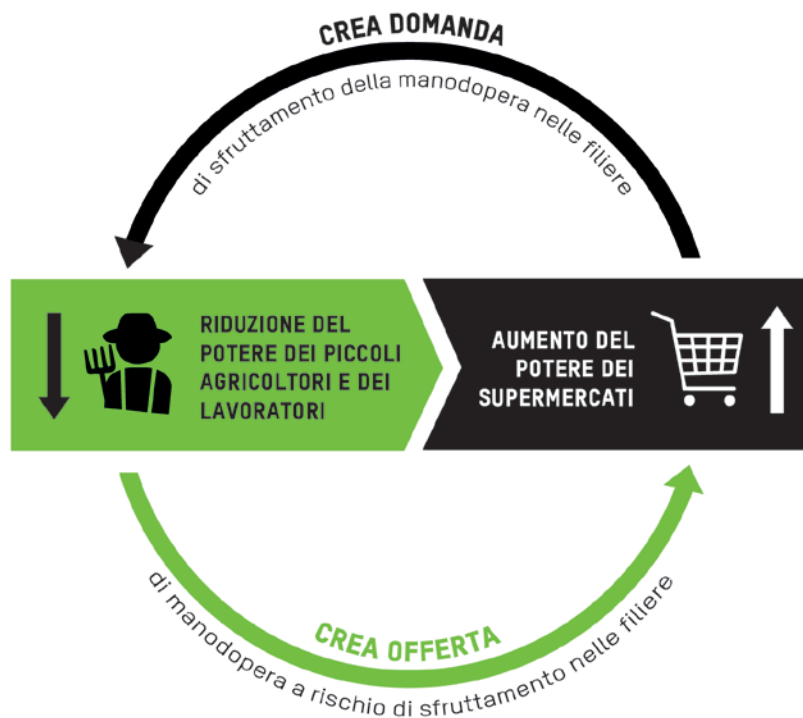 CREA DOMANDA
di sfruttamento della manodopera nelle filiere
RIDUZIONE DEL
POTERE DEI PICCOLI
AGRICOLTORI E DEI
LAVORATORI
AUMENTO DEL
POTERE DEI
SUPERMERCATI
CREA OFFERTA
di manodopera a rischio di sfruttamento nelle filiere